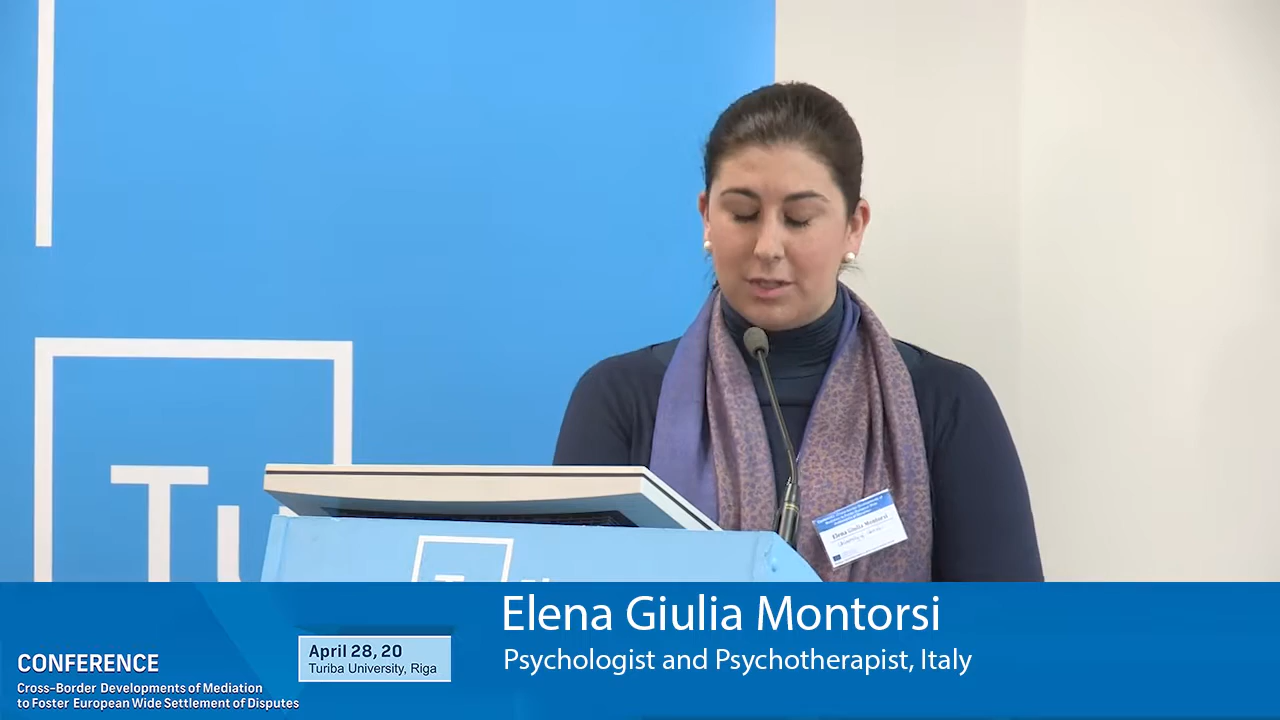 Tu
Elena Giulia Montorsi
Elena Giulia Montorsi
Psychologist and Psychotherapist, Italy
April 28, 20
Turiba University, Riga
CONFERENCE
Cross-Border Developments of Mediation
to Foster European Wide Settlement of Disputes